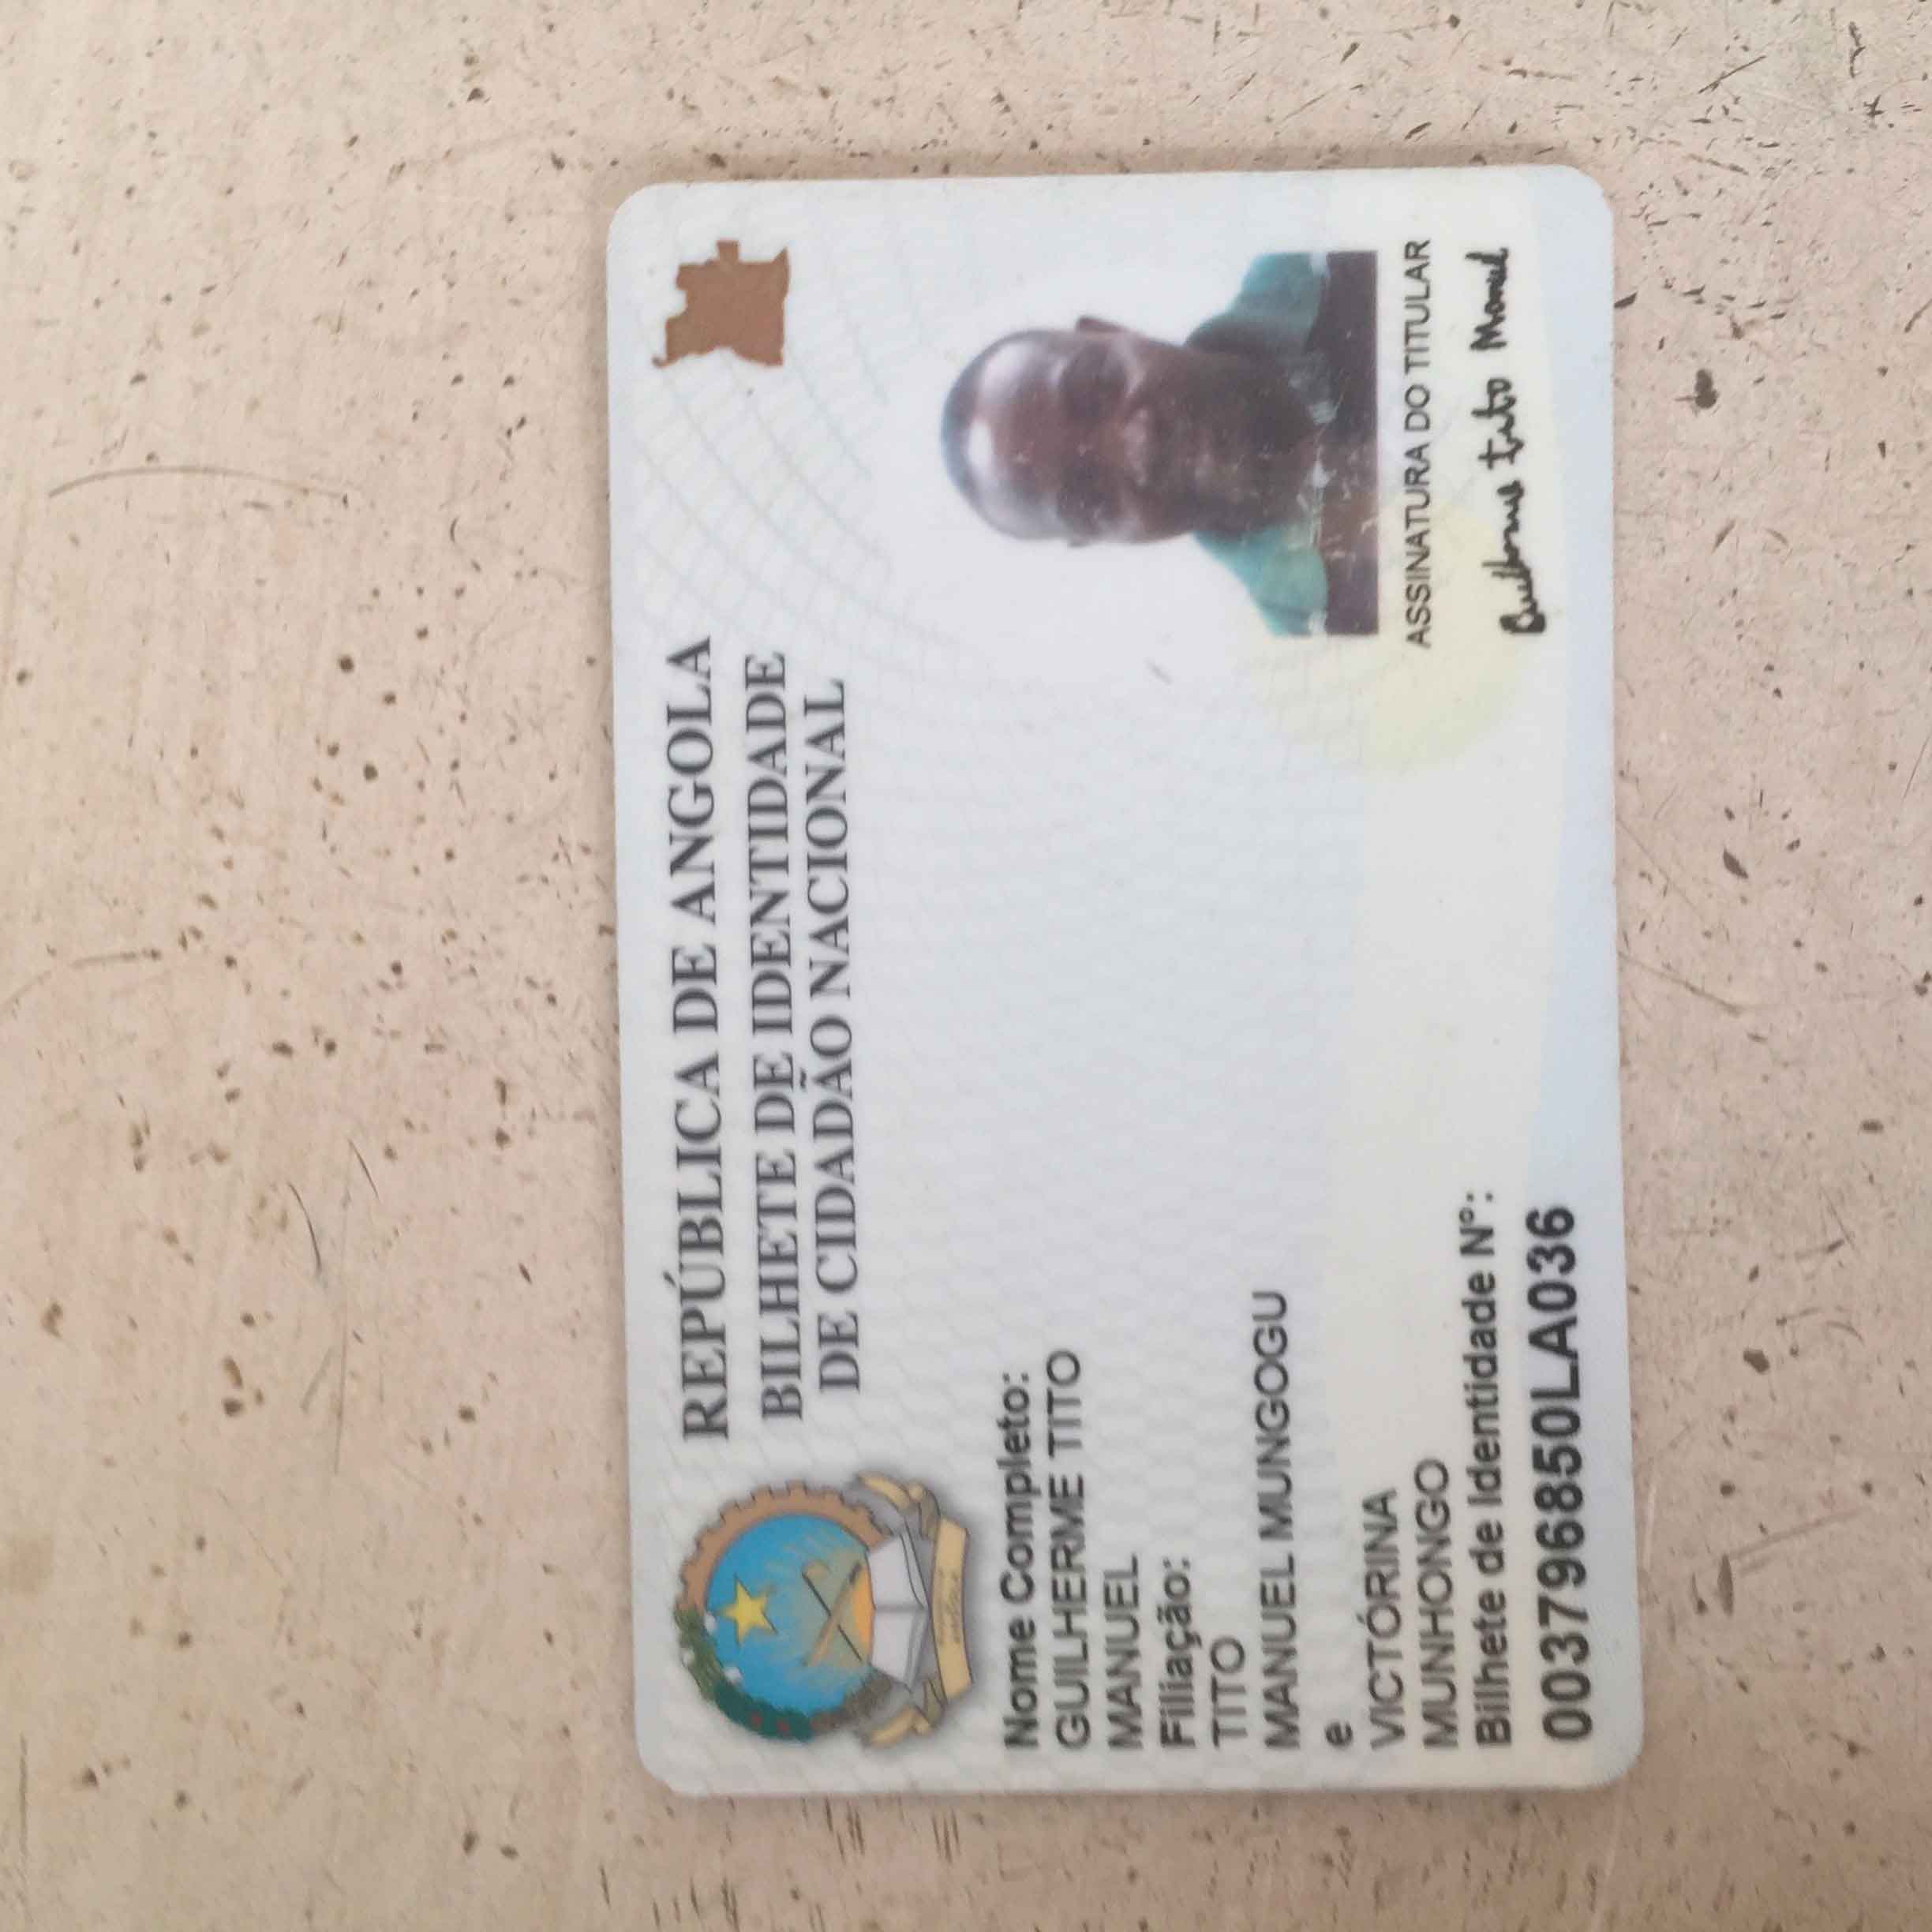 REPÚBLICA DE ANGOLA
BILHETE DE IDENTIDADE
DE CIDADÃO NACIONAL
Nome Completo:
GUILHERME TITO
MANUEL
Filiação:
TITO
MANUEL MUNGOGU
e
VICTÓRINA
MUNHONGO
Bilhete de Identidade Nº:
003796850LA036
ASSINATURA DO TITULAR
Guilherme Tito Manuel